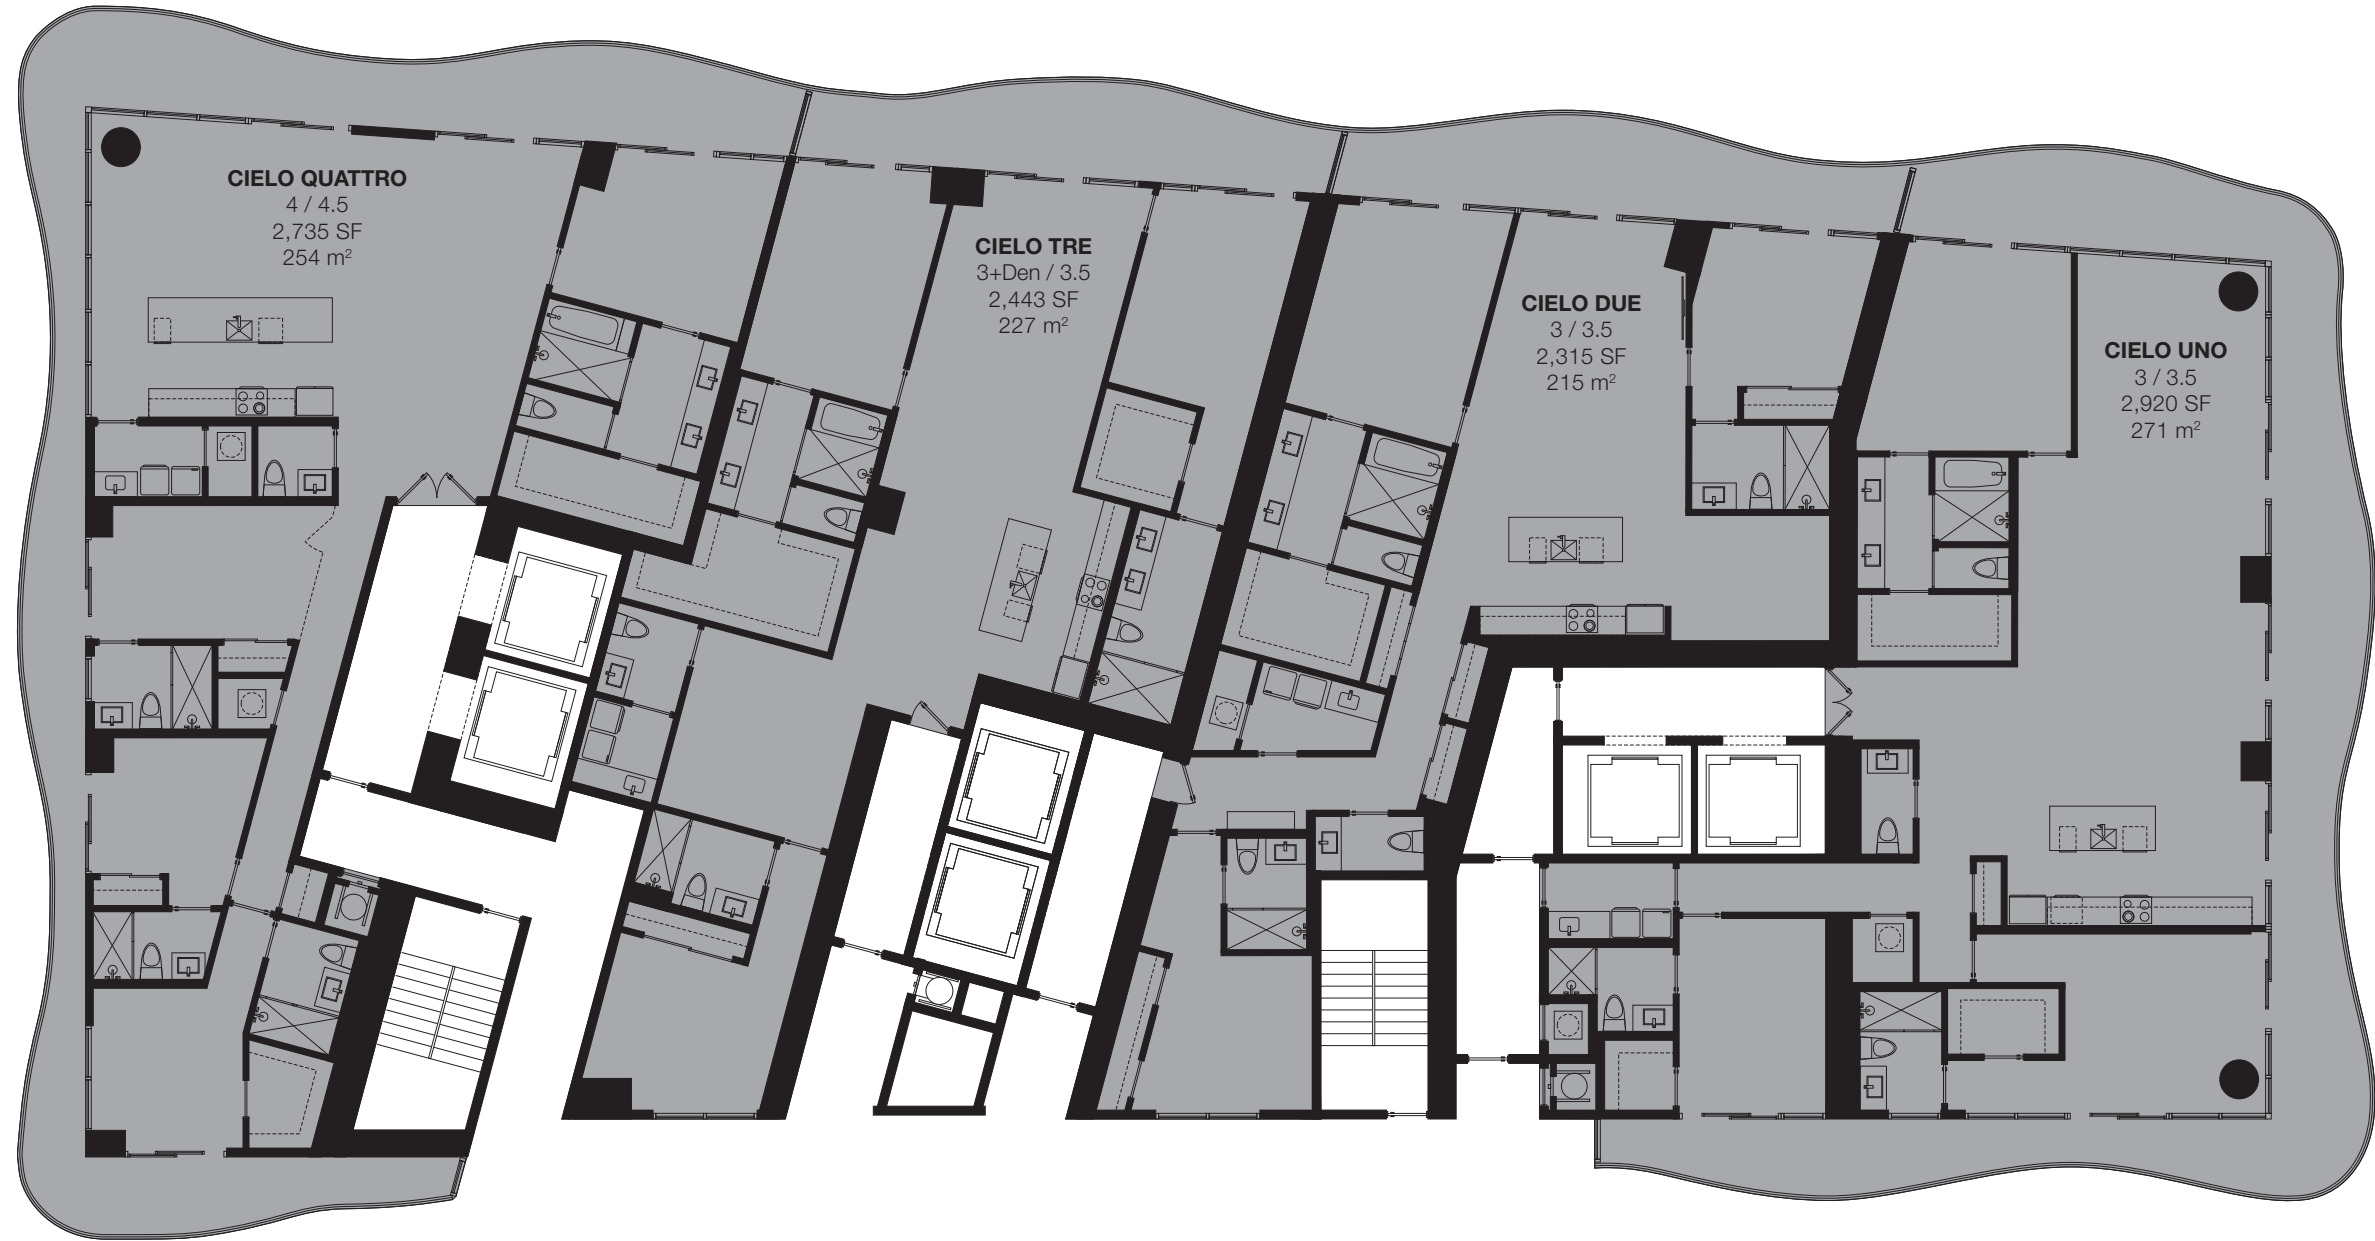 CIELO QUATTRO
4 / 4.5
2,735 SF
254 m²
CIELO TRE
3+Den / 3.5
2,443 SF
227 m²
CIELO DUE
3 / 3.5
2,315 SF
215 m²
CIELO UNO
3 / 3.5
2,920 SF
271 m²